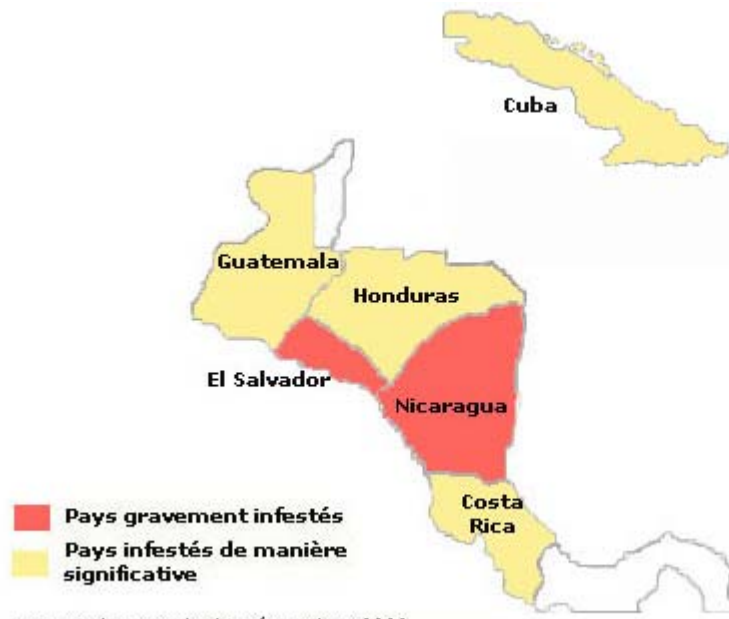 Cuba
Guatemala
Honduras
El Salvador
Nicaragua
Costa
Rica
Pays gravement infestés
Pays infestés de manière
significative